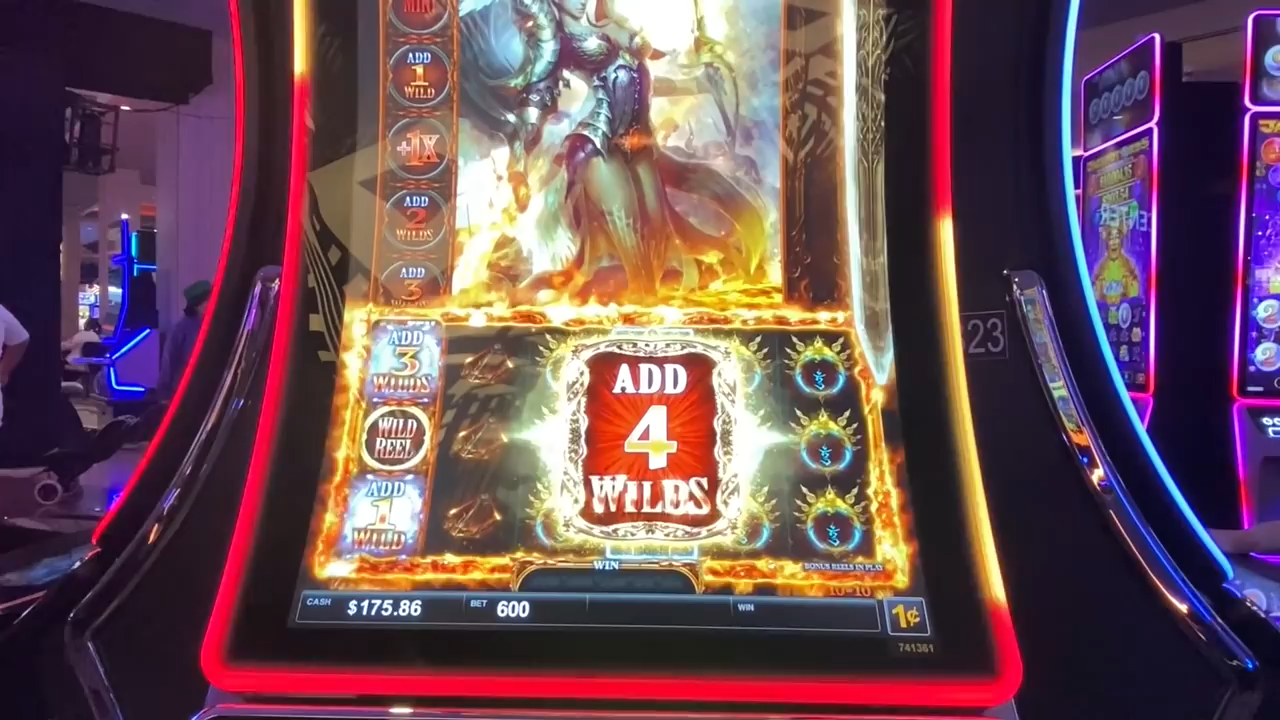 MINI
ADD
1
WILD
+1X
ADD
2
WILDS
ADD
3
WILDS
ADD
3
WILDS
WILD
REEL
ADD
1
WILD
ADD
4
WILDS
WIN
BONUS REELS IN PLAY
CASH $175.86 BET 600 WIN 1¢
741361
23